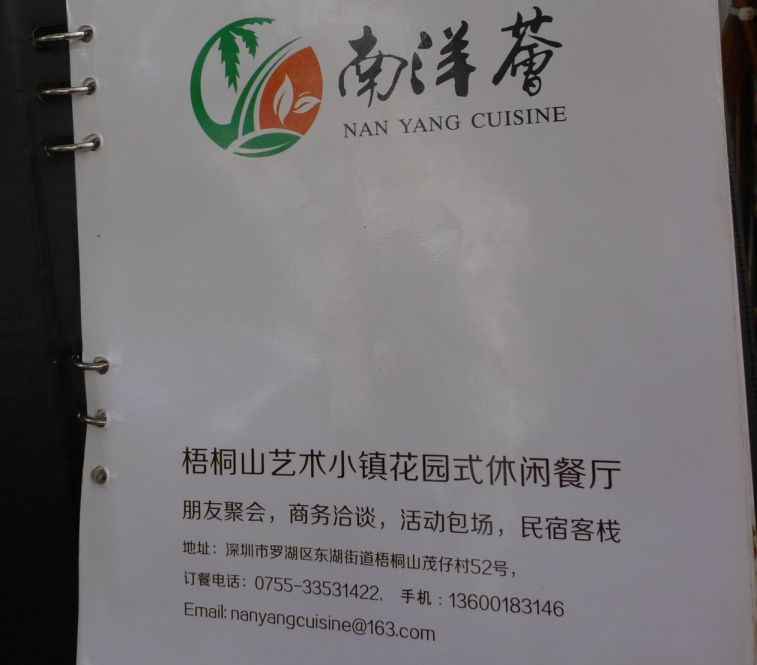 南洋荟
NAN YANG CUISINE
梧桐山艺术小镇花园式休闲餐厅
朋友聚会，商务洽谈，活动包场，民宿客栈
地址：深圳市罗湖区东湖街道梧桐山茂仔村52号，
订餐电话：0755-33531422,　手机：13600183146
Email: nanyangcuisine@163.com